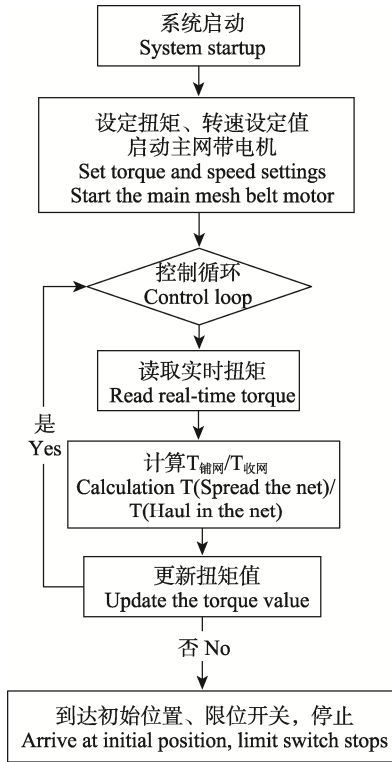 系统启动
System startup
设定扭矩、转速设定值
启动主网带电机
Set torque and speed settings
Start the main mesh belt motor
控制循环
Control loop
读取实时扭矩
Read real-time torque
是
Yes
计算T铺网/T收网
Calculation T(Spread the net)/
T(Haul in the net)
更新扭矩值
Update the torque value
否 No
到达初始位置、限位开关，停止
Arrive at initial position, limit switch stops